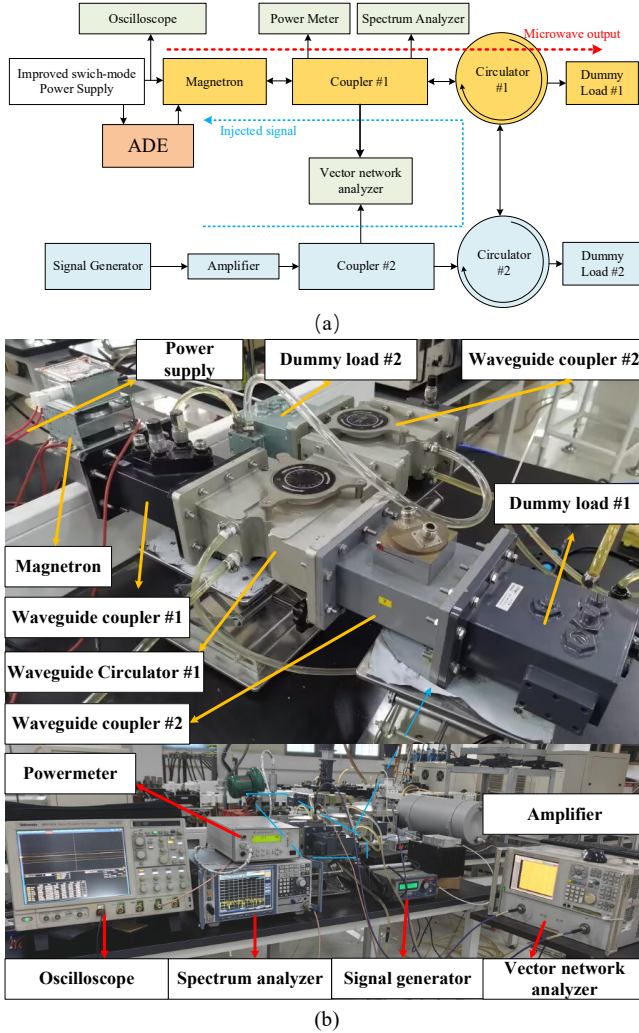 Oscilloscope
Power Meter
Spectrum Analyzer
Microwave output
Improved swich-mode
Power Supply
Magnetron
Coupler #1
Circulator
#1
Dummy
Load #1
ADE
Injected signal
Vector network
analyzer
Signal Generator
Amplifier
Coupler #2
Circulator
#2
Dummy
Load #2
(a)
Power
supply
Dummy load #2
Waveguide coupler #2
Dummy load #1
Magnetron
Waveguide coupler #1
Waveguide Circulator #1
Waveguide coupler #2
Powermeter
Amplifier
Tektronix
Oscilloscope
Spectrum analyzer
Signal generator
Vector network
analyzer
(b)